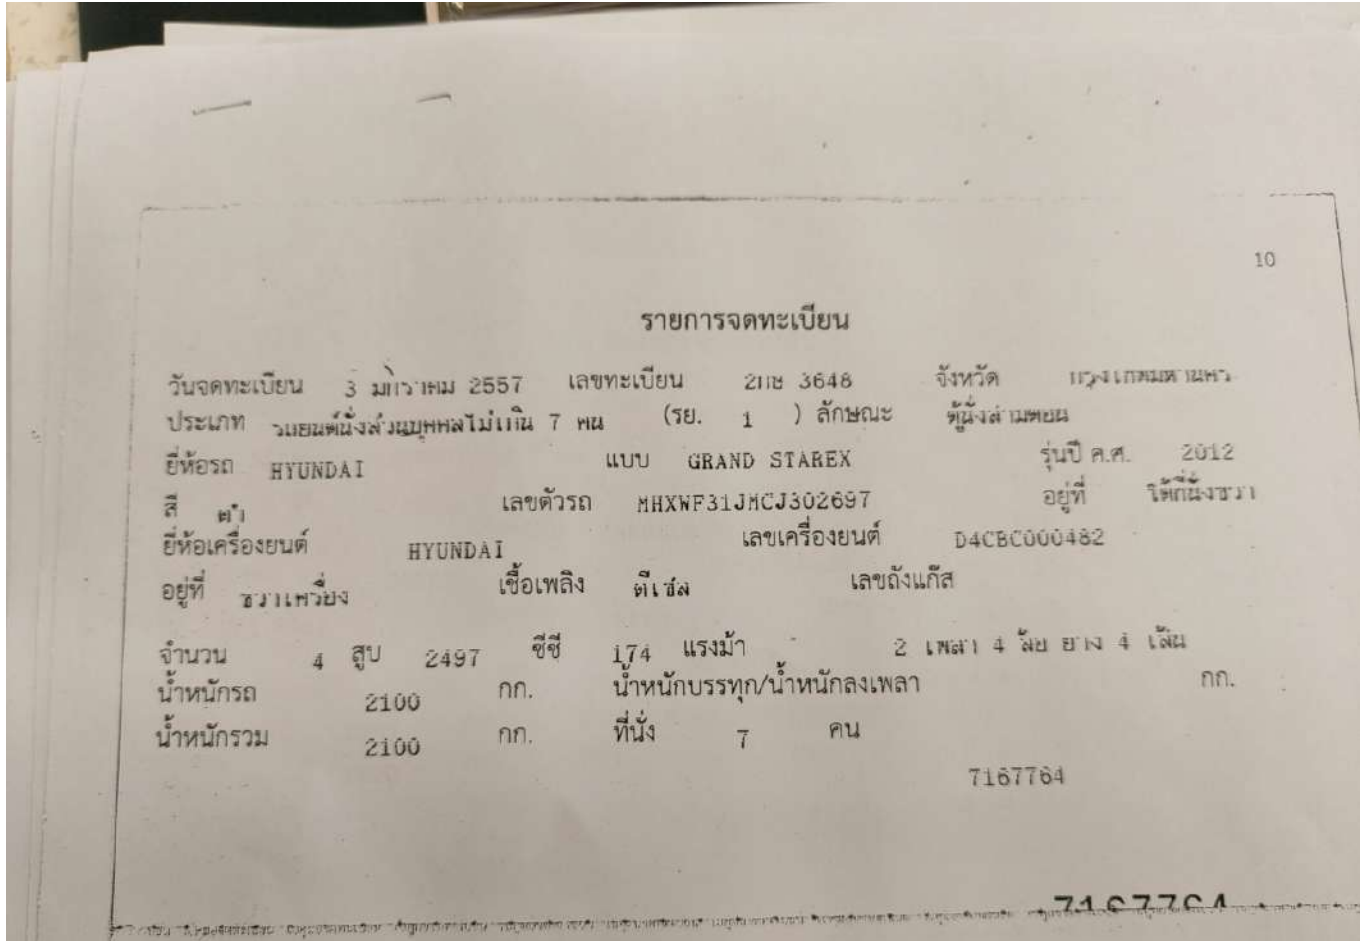 10
รายการจดทะเบียน
วันจดทะเบียน 3 มกราคม 2557 เลขทะเบียน 2กษ 3648 จังหวัด กรุงเทพมหานคร
ประเภท รถยนต์นั่งส่วนบุคคลไม่เกิน 7 คน (รย. 1 ) ลักษณะ ตู้นั่งสามตอน
ยี่ห้อรถ HYUNDAI แบบ GRAND STAREX รุ่นปี ค.ศ. 2012
สี ดำ เลขตัวรถ MHXWF31JMCJ302697 อยู่ที่ ใต้ที่นั่งขวา
ยี่ห้อเครื่องยนต์ HYUNDAI เลขเครื่องยนต์ D4CBC000482
อยู่ที่ ขวาเครื่อง เชื้อเพลิง ดีเซล เลขถังแก๊ส
จำนวน 4 สูบ 2497 ซีซี 174 แรงม้า 2 เพลา 4 ล้อ ยาง 4 เส้น
น้ำหนักรถ 2100 กก. น้ำหนักบรรทุก/น้ำหนักลงเพลา กก.
น้ำหนักรวม 2100 กก. ที่นั่ง 7 คน
7167764
7167764